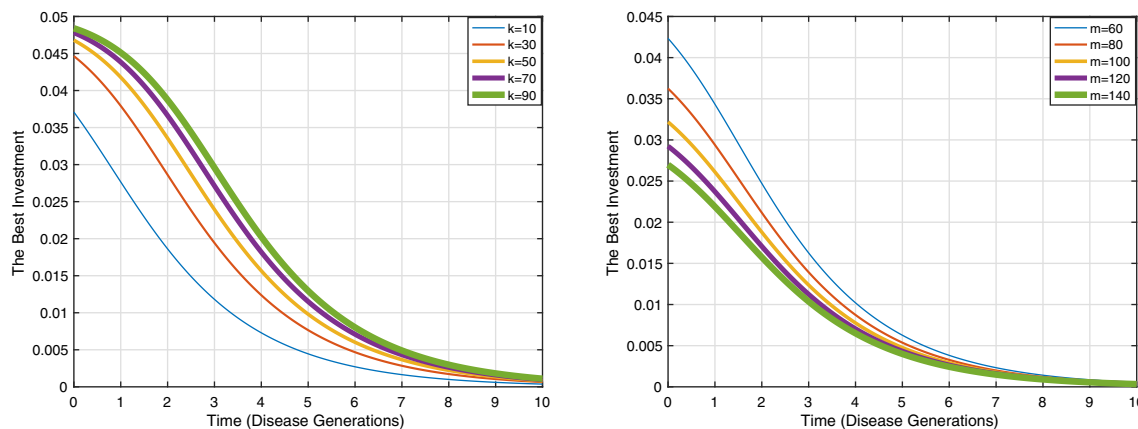 The Best Investment
0.05
0.045
0.04
0.035
0.03
0.025
0.02
0.015
0.01
0.005
0
0 1 2 3 4 5 6 7 8 9 10
Time (Disease Generations)
k=10
k=30
k=50
k=70
k=90
The Best Investment
0.045
0.04
0.035
0.03
0.025
0.02
0.015
0.01
0.005
0
0 1 2 3 4 5 6 7 8 9 10
Time (Disease Generations)
m=60
m=80
m=100
m=120
m=140